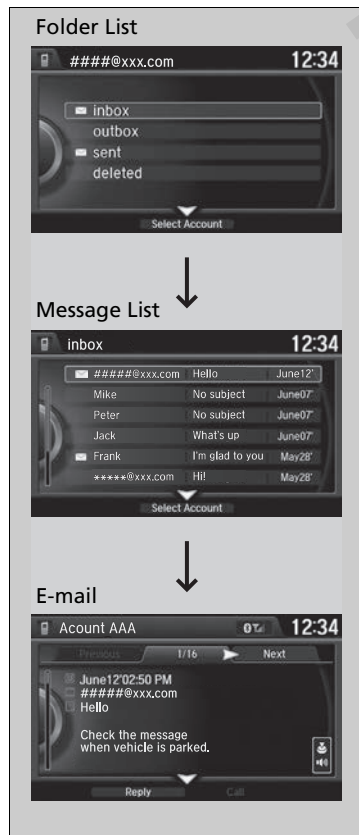 Folder List
####@xxx.com 12:34
inbox
outbox
sent
deleted
Select Account
Message List
inbox 12:34
#####@xxx.com Hello June12'
Mike No subject June07'
Peter No subject June07'
Jack What's up June07'
Frank I'm glad to you May28'
*****@xxx.com Hi! May28'
Select Account
E-mail
Acount AAA 12:34
Previous 1/16 Next
June12'02:50 PM
#####@xxx.com
Hello
Check the message
when vehicle is parked.
Reply Call